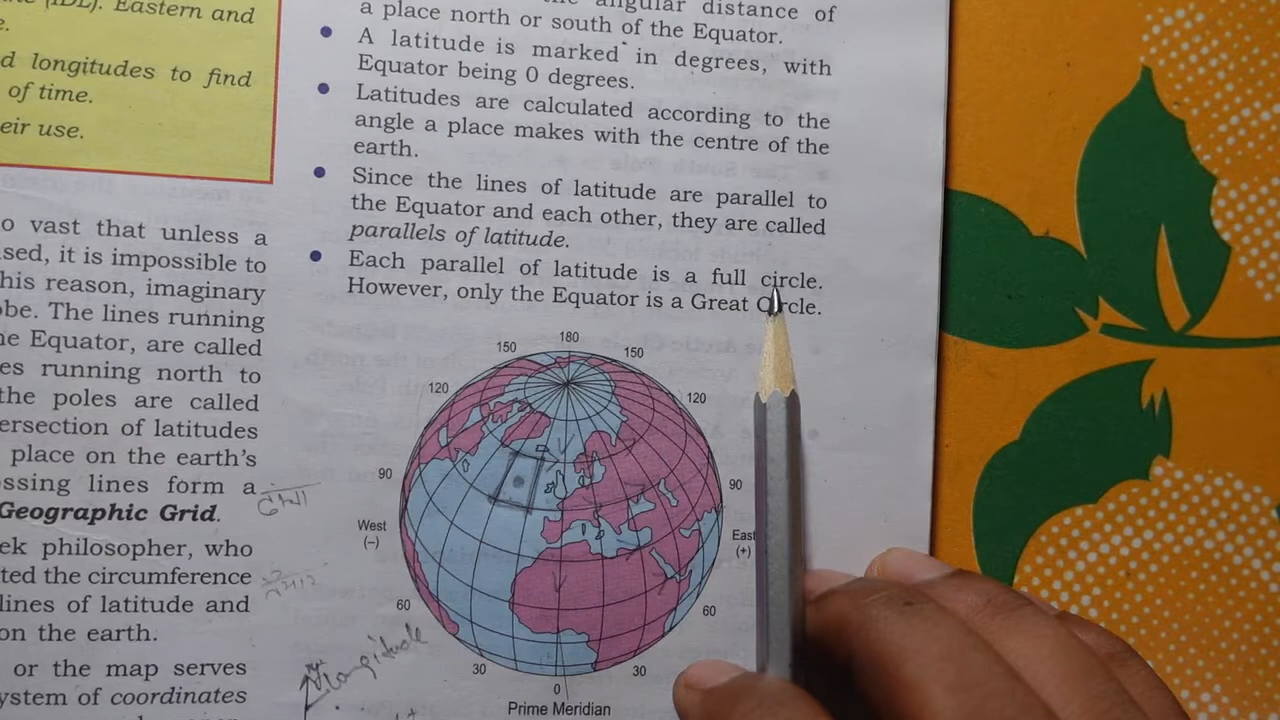 (IDL). Eastern and
e.
d longitudes to find
of time.
eir use.
o vast that unless a
sed, it is impossible to
his reason, imaginary
obe. The lines running
he Equator, are called
es running north to
the poles are called
ersection of latitudes
place on the earth's
ssing lines form a
Geographic Grid.
ek philosopher, who
ted the circumference
lines of latitude and
on the earth.
or the map serves
ystem of coordinates
angular distance of
a place north or south of the Equator.
• A latitude is marked in degrees, with
Equator being 0 degrees.
• Latitudes are calculated according to the
angle a place makes with the centre of the
earth.
• Since the lines of latitude are parallel to
the Equator and each other, they are called
parallels of latitude.
• Each parallel of latitude is a full circle.
However, only the Equator is a Great Circle.
180
150
150
120
120
90
90
West
(–)
East
(+)
60
60
30
30
0
Prime Meridian
Longitude